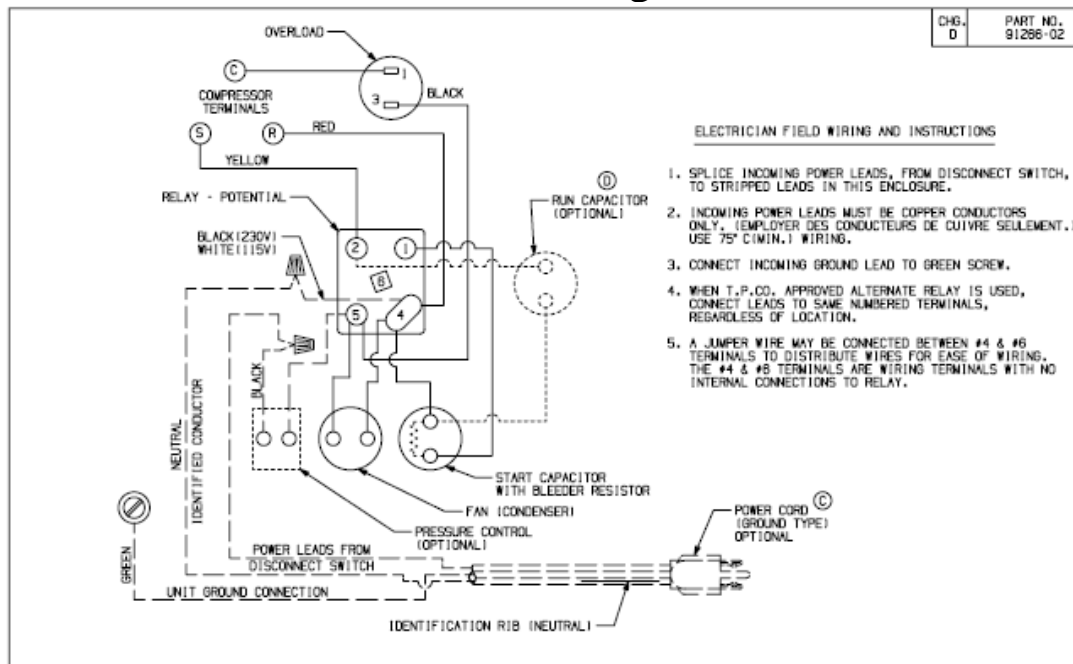 CHG. PART NO.
D 91266-02
OVERLOAD
C
1
3
BLACK
COMPRESSOR
TERMINALS
S
R
RED
YELLOW
RELAY - POTENTIAL
D
RUN CAPACITOR
(OPTIONAL)
BLACK(230V)
WHITE(115V)
2
1
6
5
4
BLACK
NEUTRAL
IDENTIFIED CONDUCTOR
START CAPACITOR
WITH BLEEDER RESISTOR
FAN (CONDENSER)
PRESSURE CONTROL
(OPTIONAL)
GREEN
POWER LEADS FROM
DISCONNECT SWITCH
UNIT GROUND CONNECTION
IDENTIFICATION RIB (NEUTRAL)
C
POWER CORD
(GROUND TYPE)
OPTIONAL
ELECTRICIAN FIELD WIRING AND INSTRUCTIONS
1. SPLICE INCOMING POWER LEADS, FROM DISCONNECT SWITCH,
TO STRIPPED LEADS IN THIS ENCLOSURE.
2. INCOMING POWER LEADS MUST BE COPPER CONDUCTORS
ONLY. (EMPLOYER DES CONDUCTEURS DE CUIVRE SEULEMENT.)
USE 75° C(MIN.) WIRING.
3. CONNECT INCOMING GROUND LEAD TO GREEN SCREW.
4. WHEN T.P.CO. APPROVED ALTERNATE RELAY IS USED,
CONNECT LEADS TO SAME NUMBERED TERMINALS,
REGARDLESS OF LOCATION.
5. A JUMPER WIRE MAY BE CONNECTED BETWEEN #4 & #6
TERMINALS TO DISTRIBUTE WIRES FOR EASE OF WIRING.
THE #4 & #6 TERMINALS ARE WIRING TERMINALS WITH NO
INTERNAL CONNECTIONS TO RELAY.